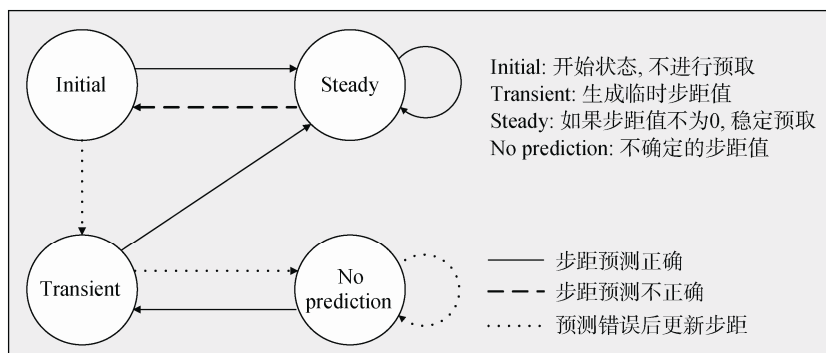 Initial
Steady
Initial: 开始状态, 不进行预取
Transient: 生成临时步距值
Steady: 如果步距值不为0, 稳定预取
No prediction: 不确定的步距值
Transient
No
prediction
步距预测正确
步距预测不正确
预测错误后更新步距